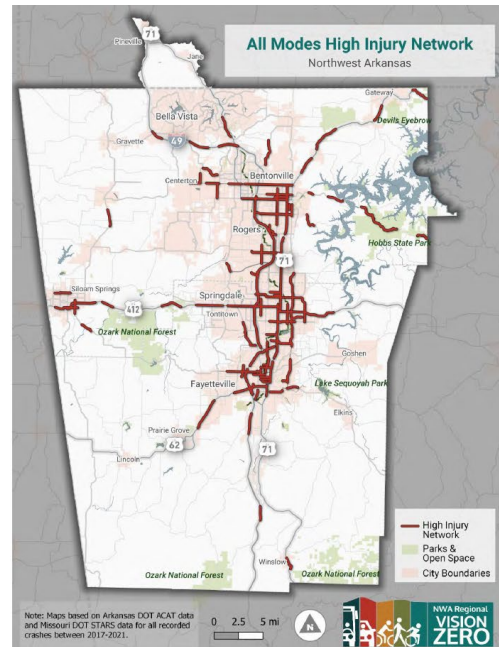 All Modes High Injury Network
Northwest Arkansas
71
Pineville
Jane
Gateway
Bella Vista
Devils Eyebrow
Gravette
49
Bentonville
Centerton
Rogers
Hobbs State Park
71
Siloam Springs
Springdale
412
Tontitown
Ozark National Forest
Goshen
Fayetteville
Lake Sequoyah Park
Elkins
Prairie Grove
62
71
Lincoln
Winslow
Ozark National Forest
Ozark National Forest
High Injury
Network
Parks &
Open Space
City Boundaries
Note: Maps based on Arkansas DOT ACAT data
and Missouri DOT STARS data for all recorded
crashes between 2017-2021.
0 2.5 5 mi
N
NWA Regional
VISION
ZERO